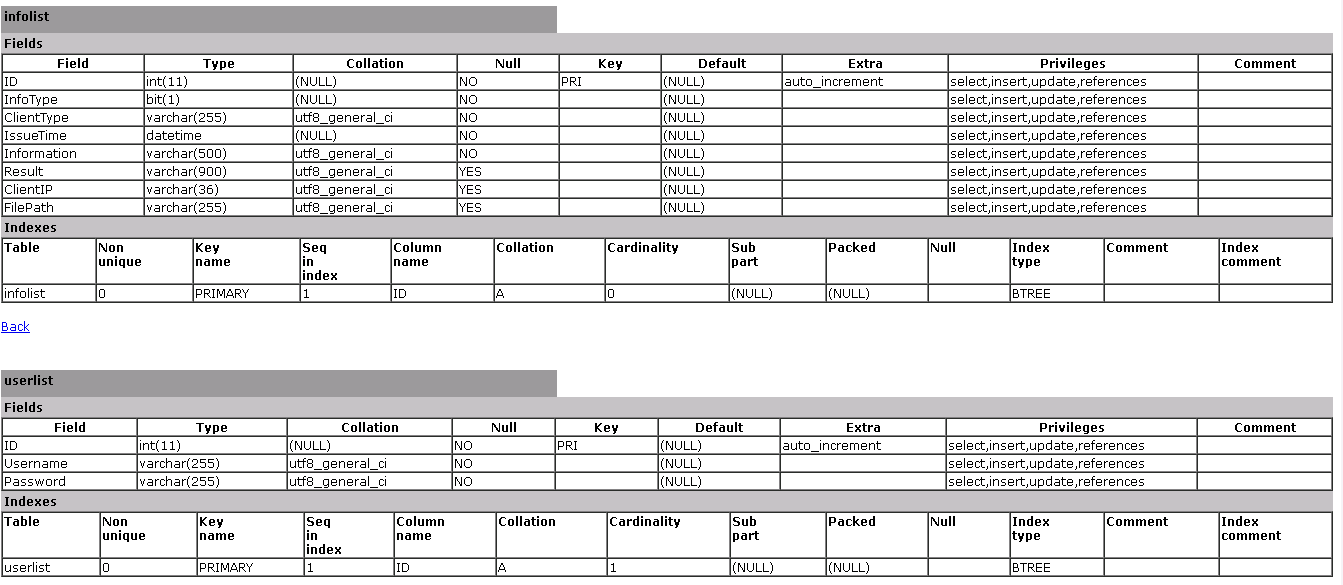 infolist
Fields
Field Type Collation Null Key Default Extra Privileges Comment
ID int(11) (NULL) NO PRI (NULL) auto_increment select,insert,update,references
InfoType bit(1) (NULL) NO (NULL) select,insert,update,references
ClientType varchar(255) utf8_general_ci NO (NULL) select,insert,update,references
IssueTime datetime (NULL) NO (NULL) select,insert,update,references
Information varchar(500) utf8_general_ci NO (NULL) select,insert,update,references
Result varchar(900) utf8_general_ci YES (NULL) select,insert,update,references
ClientIP varchar(36) utf8_general_ci YES (NULL) select,insert,update,references
FilePath varchar(255) utf8_general_ci YES (NULL) select,insert,update,references
Indexes
Table Non unique Key name Seq in index Column name Collation Cardinality Sub part Packed Null Index type Comment Index comment
infolist 0 PRIMARY 1 ID A 0 (NULL) (NULL) BTREE
Back
userlist
Fields
Field Type Collation Null Key Default Extra Privileges Comment
ID int(11) (NULL) NO PRI (NULL) auto_increment select,insert,update,references
Username varchar(255) utf8_general_ci NO (NULL) select,insert,update,references
Password varchar(255) utf8_general_ci NO (NULL) select,insert,update,references
Indexes
Table Non unique Key name Seq in index Column name Collation Cardinality Sub part Packed Null Index type Comment Index comment
userlist 0 PRIMARY 1 ID A 1 (NULL) (NULL) BTREE